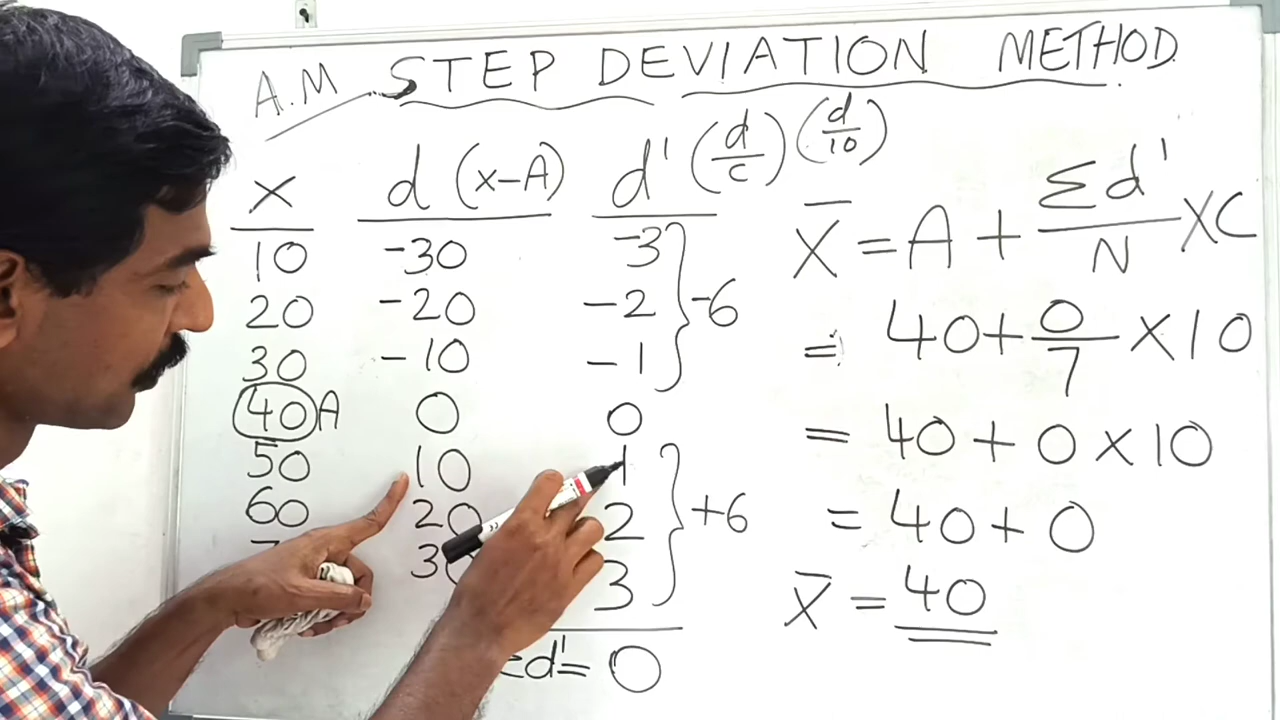 A.M STEP DEVIATION METHOD
x d (x-A) d' (d/c) (d/10)
10 -30 -3
20 -20 -2 } -6
30 -10 -1
40 A 0 0
50 10 1
60 20 2 } +6
3
d' = 0
X̄ = A + Σd'/N × C
= 40 + 0/7 × 10
= 40 + 0 × 10
= 40 + 0
X̄ = 40